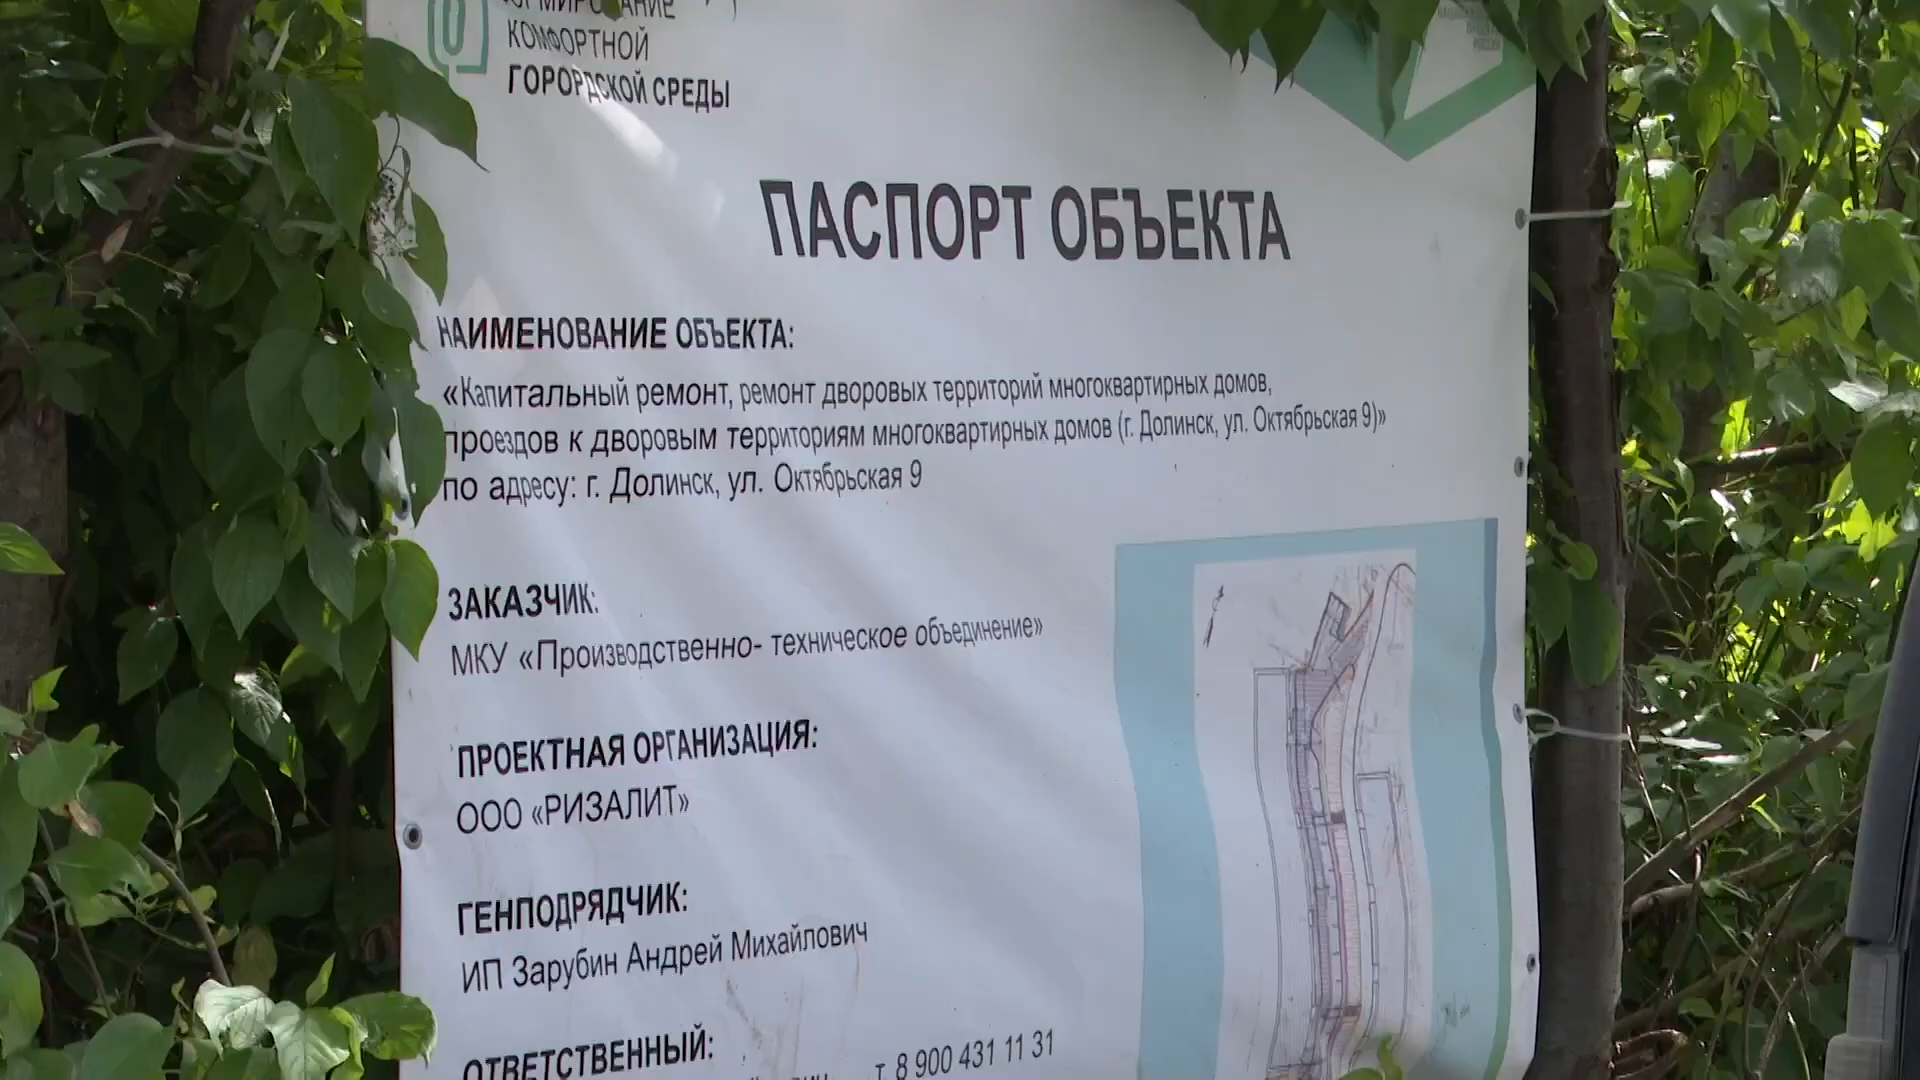 КОМФОРТНОЙ
ГОРОРДСКОЙ СРЕДЫ
ПАСПОРТ ОБЪЕКТА
НАИМЕНОВАНИЕ ОБЪЕКТА:
«Капитальный ремонт, ремонт дворовых территорий многоквартирных домов,
проездов к дворовым территориям многоквартирных домов (г. Долинск, ул. Октябрьская 9)»
по адресу: г. Долинск, ул. Октябрьская 9
ЗАКАЗЧИК:
МКУ «Производственно- техническое объединение»
ПРОЕКТНАЯ ОРГАНИЗАЦИЯ:
ООО «РИЗАЛИТ»
ГЕНПОДРЯДЧИК:
ИП Зарубин Андрей Михайлович
ОТВЕТСТВЕННЫЙ:
т. 8 900 431 11 31